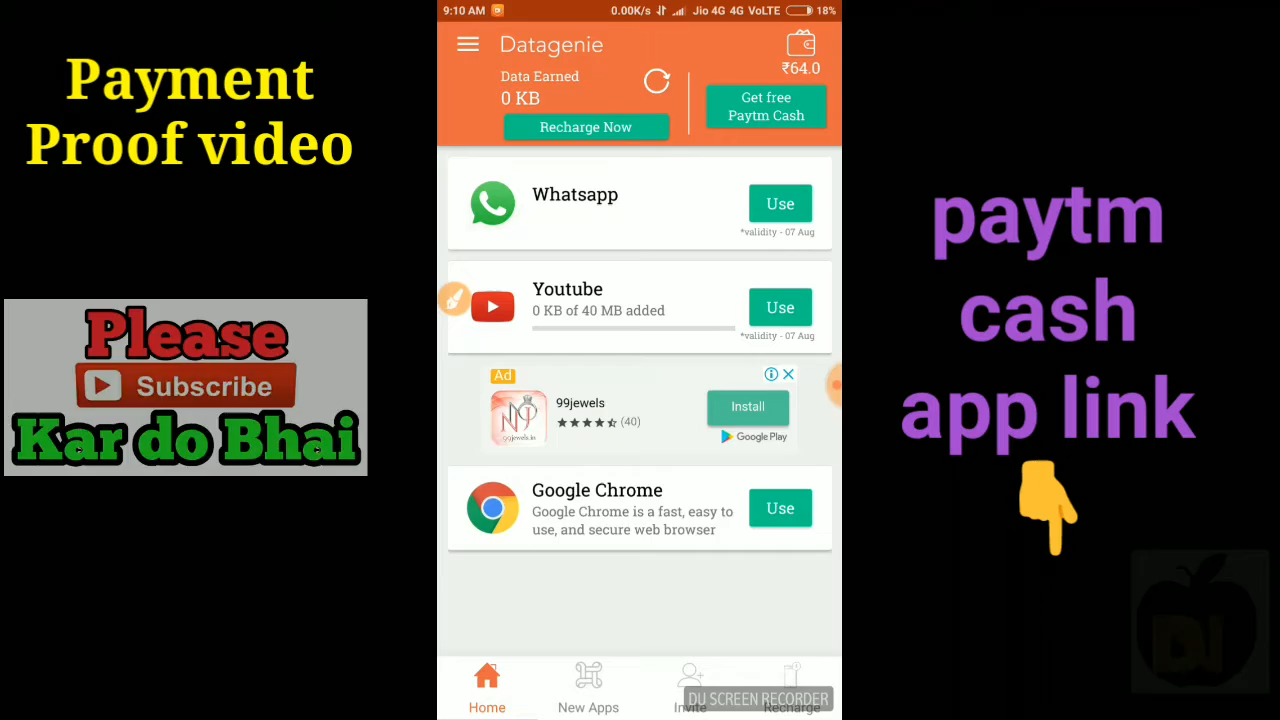 Payment
Proof video
Please
Subscribe
Kar do Bhai
9:10 AM
0.00K/s
Jio 4G 4G VoLTE
18%
Datagenie
₹64.0
Data Earned
0 KB
Recharge Now
Get free
Paytm Cash
Whatsapp
Use
*validity - 07 Aug
Youtube
0 KB of 40 MB added
Use
*validity - 07 Aug
Ad
99jewels
(40)
Install
Google Play
99jewels.in
Google Chrome
Google Chrome is a fast, easy to
use, and secure web browser
Use
Home
New Apps
Invite
Recharge
DU SCREEN RECORDER
paytm
cash
app link